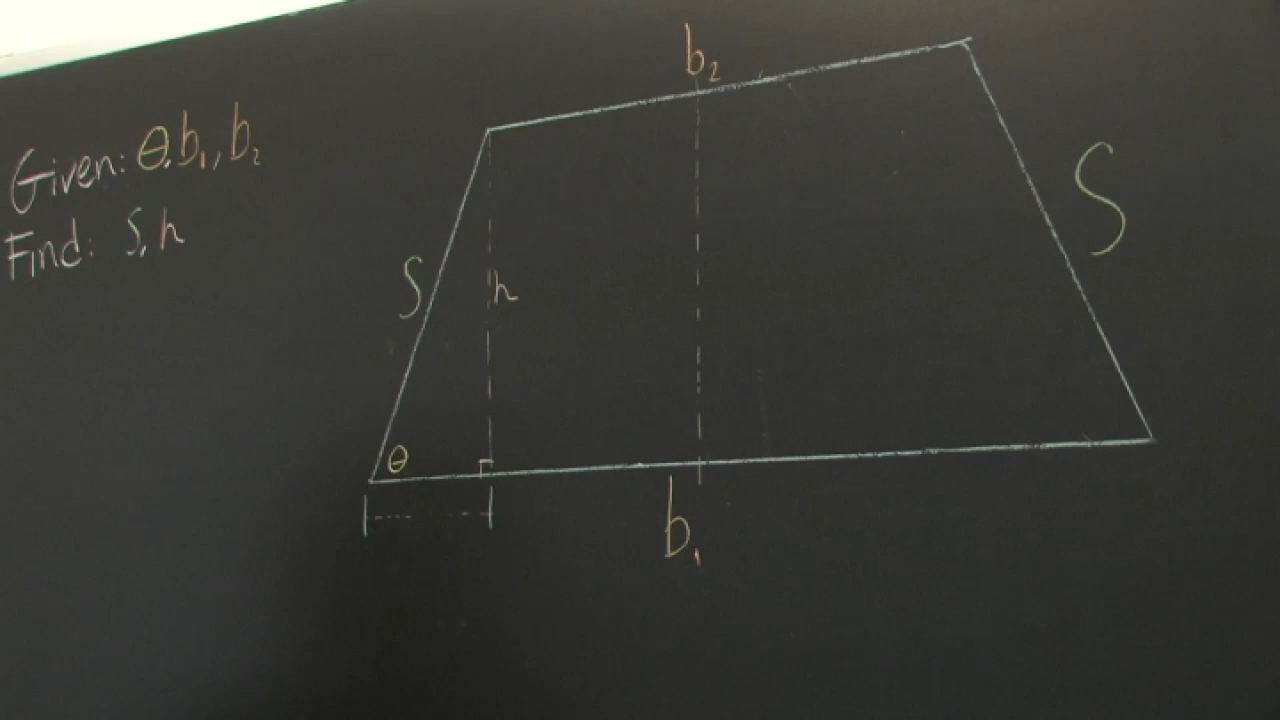 b₂
Given: θ, b₁, b₂
Find: S, h
S
S
h
θ
b₁